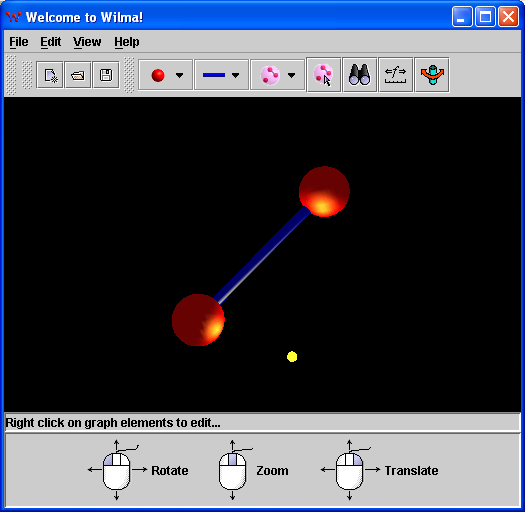 Welcome to Wilma!
File Edit View Help
f
Right click on graph elements to edit...
Rotate Zoom Translate